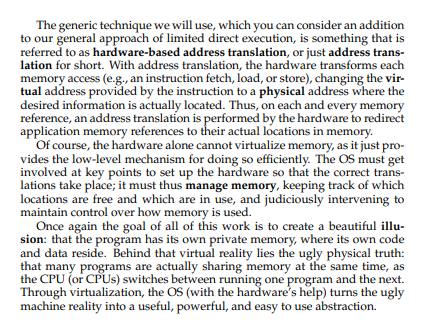 The generic technique we will use, which you can consider an addition
to our general approach of limited direct execution, is something that is
referred to as hardware-based address translation, or just address trans-
lation for short. With address translation, the hardware transforms each
memory access (e.g., an instruction fetch, load, or store), changing the vir-
tual address provided by the instruction to a physical address where the
desired information is actually located. Thus, on each and every memory
reference, an address translation is performed by the hardware to redirect
application memory references to their actual locations in memory.
Of course, the hardware alone cannot virtualize memory, as it just pro-
vides the low-level mechanism for doing so efficiently. The OS must get
involved at key points to set up the hardware so that the correct trans-
lations take place; it must thus manage memory, keeping track of which
locations are free and which are in use, and judiciously intervening to
maintain control over how memory is used.
Once again the goal of all of this work is to create a beautiful illu-
sion: that the program has its own private memory, where its own code
and data reside. Behind that virtual reality lies the ugly physical truth:
that many programs are actually sharing memory at the same time, as
the CPU (or CPUs) switches between running one program and the next.
Through virtualization, the OS (with the hardware's help) turns the ugly
machine reality into a useful, powerful, and easy to use abstraction.